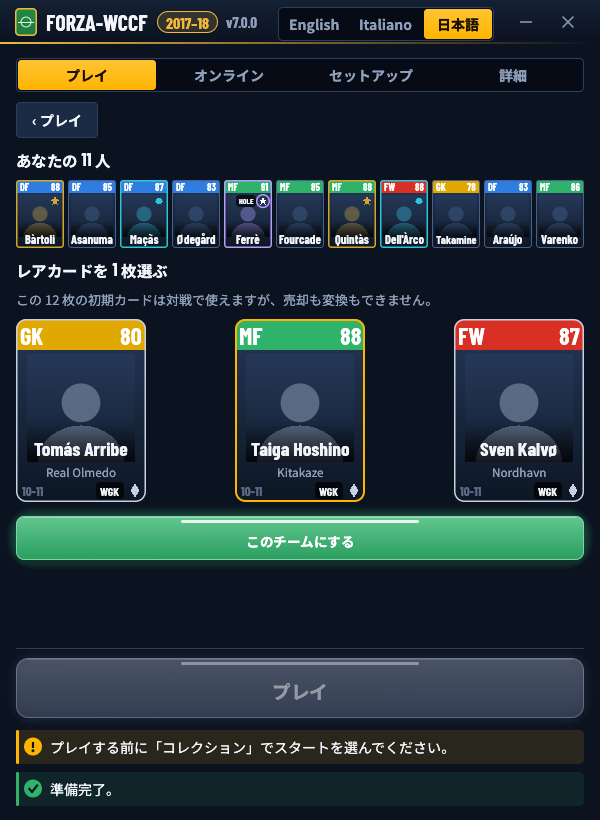 FORZA-WCCF 2017-18 v7.0.0 English Italiano 日本語
プレイ オンライン セットアップ 詳細
‹ プレイ
あなたの 11 人
DF 88 DF 85 DF 87 DF 83 MF 91 MF 85 MF 88 FW 88 GK 78 DF 83 MF 86
HOLE
Bàrtoli Asanuma Maçàs Ødegård Ferrè Fourcade Quintàs Dell'Àrco Takamine Araújo Varenko
レアカードを 1 枚選ぶ
この 12 枚の初期カードは対戦で使えますが、売却も変換もできません。
GK 80 MF 88 FW 87
Tomás Arribe Taiga Hoshino Sven Kalvø
Real Olmedo Kitakaze Nordhavn
10-11 WGK 10-11 WGK 10-11 WGK
このチームにする
プレイ
プレイする前に「コレクション」でスタートを選んでください。
準備完了。